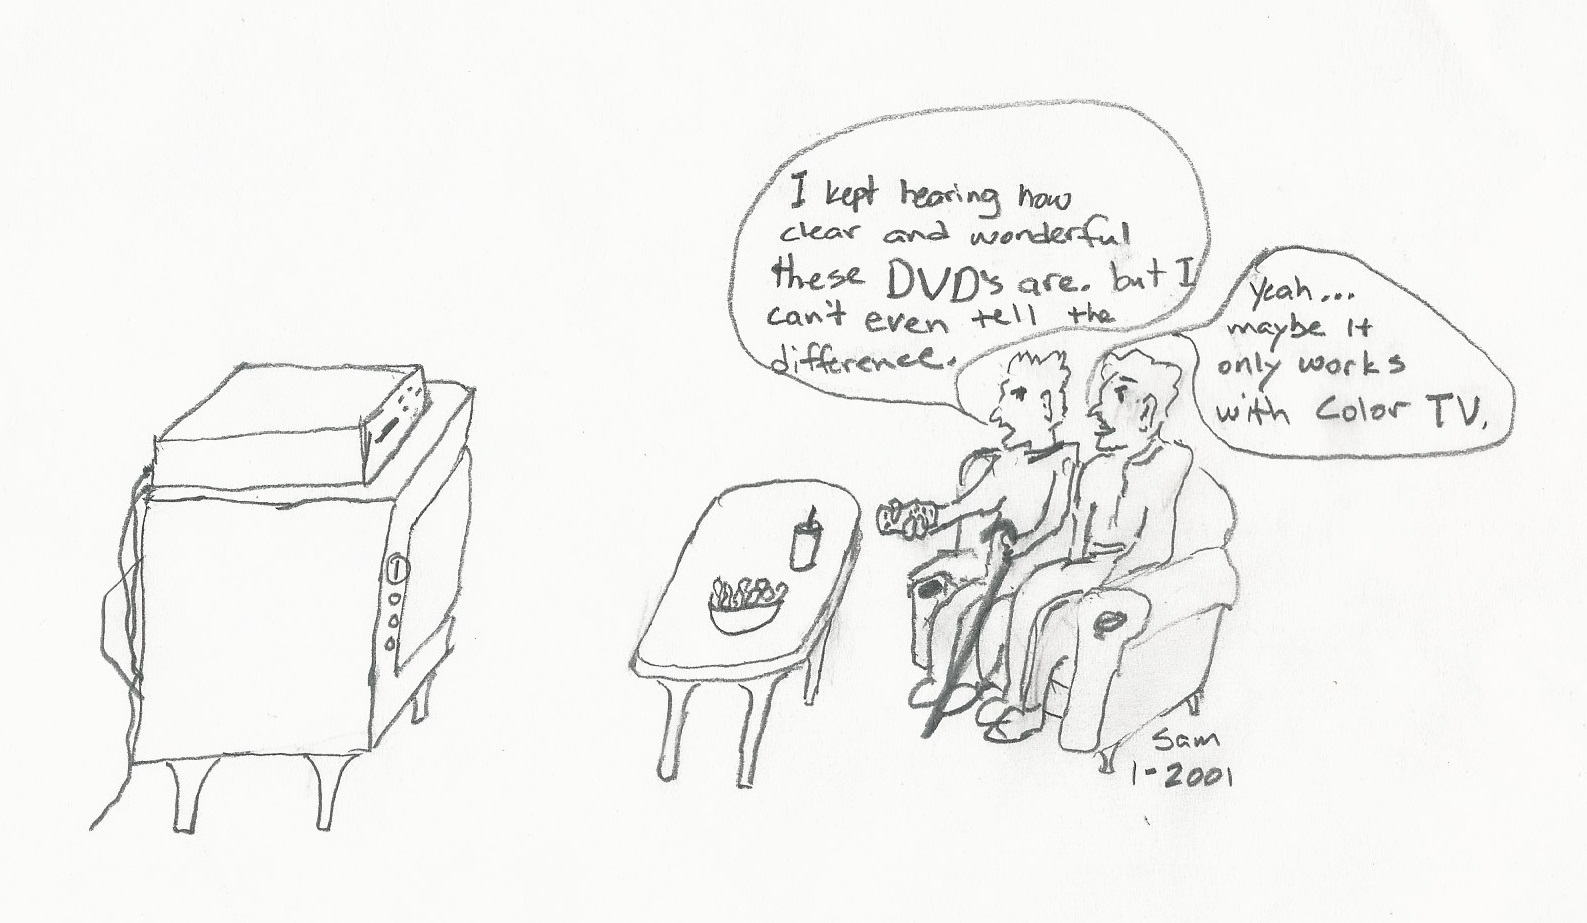 I kept hearing how
clear and wonderful
these DVD's are. but I
can't even tell the
difference.
yeah...
maybe it
only works
with Color TV.
Sam
1-2001